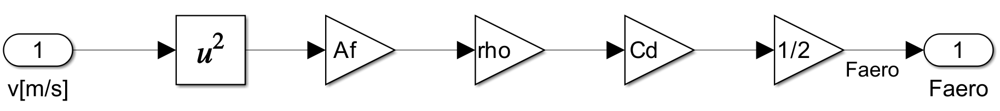 1
v[m/s]
u²
Af
rho
Cd
1/2
Faero
1
Faero